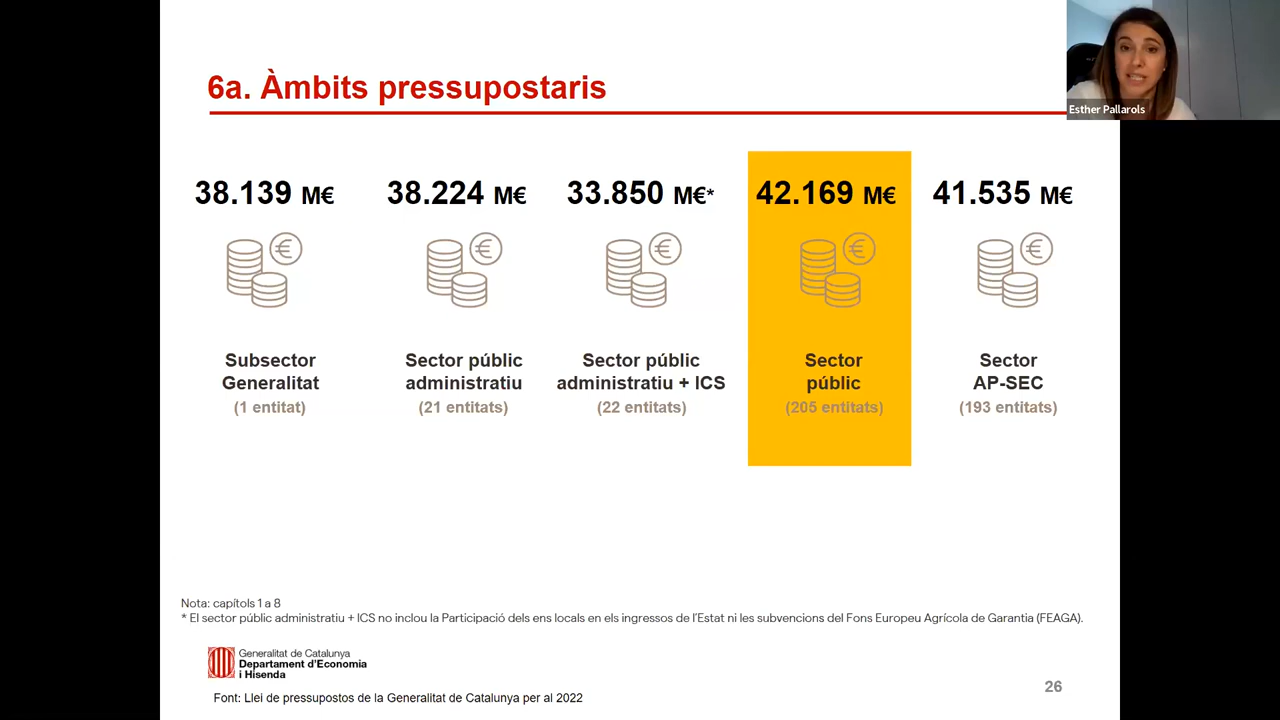 6a. Àmbits pressupostaris
Esther Pallarols
38.139 M€
38.224 M€
33.850 M€*
42.169 M€
41.535 M€
€
€
€
€
€
Subsector
Generalitat
(1 entitat)
Sector públic
administratiu
(21 entitats)
Sector públic
administratiu + ICS
(22 entitats)
Sector
públic
(205 entitats)
Sector
AP-SEC
(193 entitats)
Nota: capítols 1 a 8
* El sector públic administratiu + ICS no inclou la Participació dels ens locals en els ingressos de l’Estat ni les subvencions del Fons Europeu Agrícola de Garantia (FEAGA).
Generalitat de Catalunya
Departament d’Economia
i Hisenda
Font: Llei de pressupostos de la Generalitat de Catalunya per al 2022
26